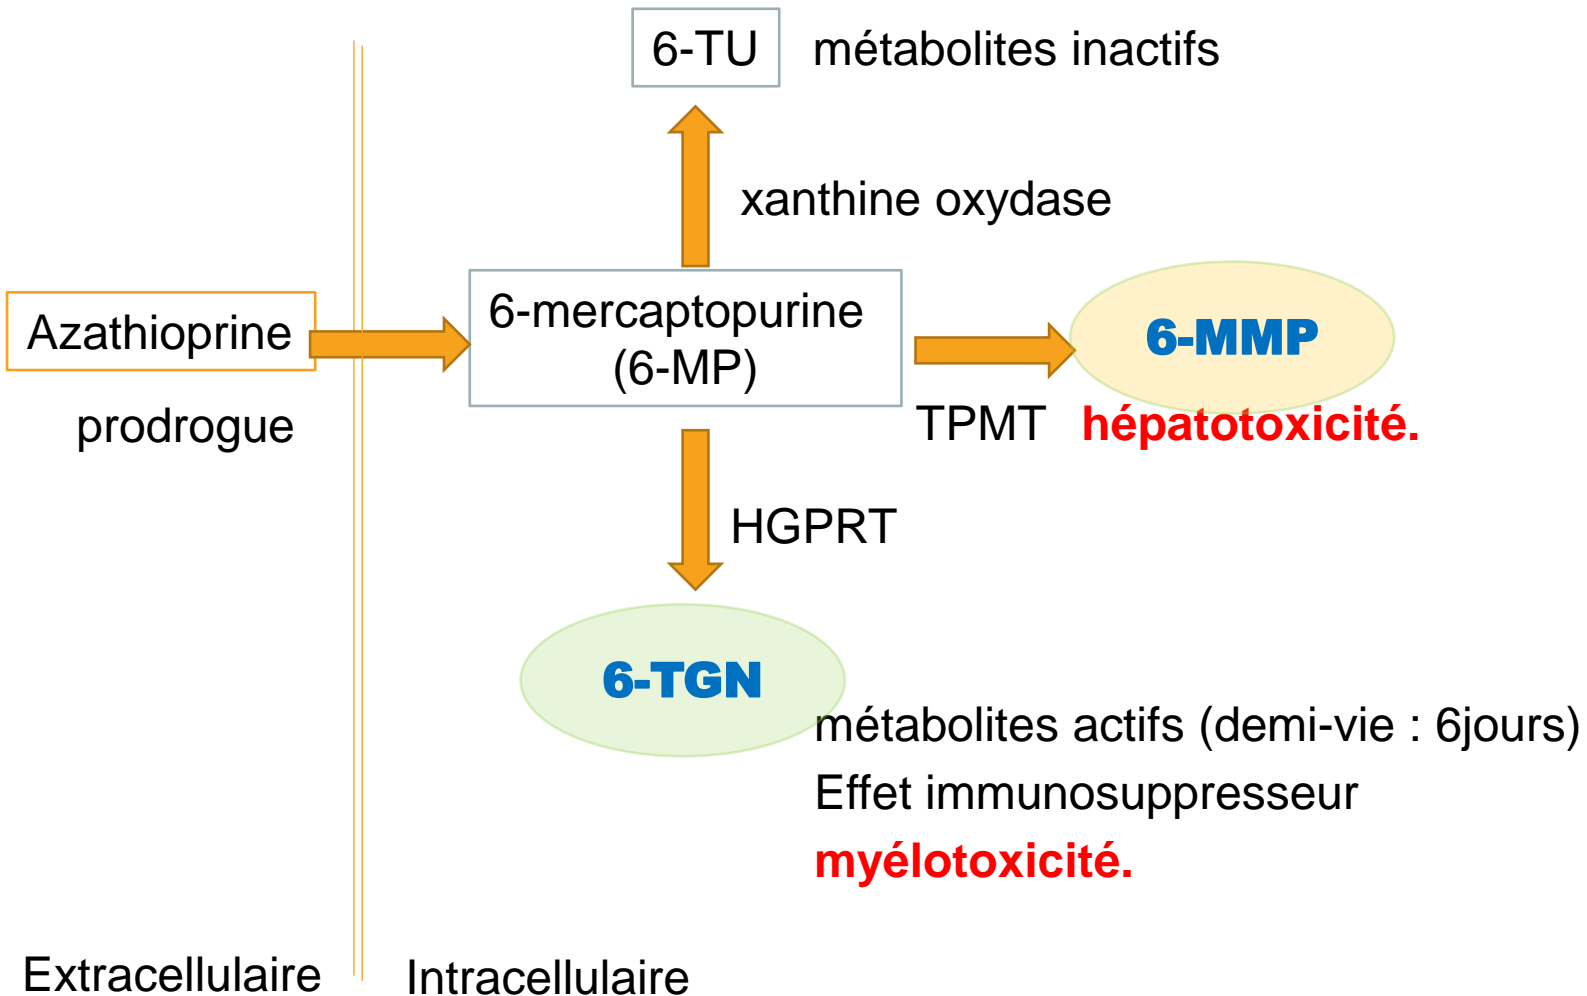 6-TU
métabolites inactifs
xanthine oxydase
Azathioprine
prodrogue
6-mercaptopurine
(6-MP)
6-MMP
TPMT
hépatotoxicité.
HGPRT
6-TGN
métabolites actifs (demi-vie : 6jours)
Effet immunosuppresseur
myélotoxicité.
Extracellulaire
Intracellulaire